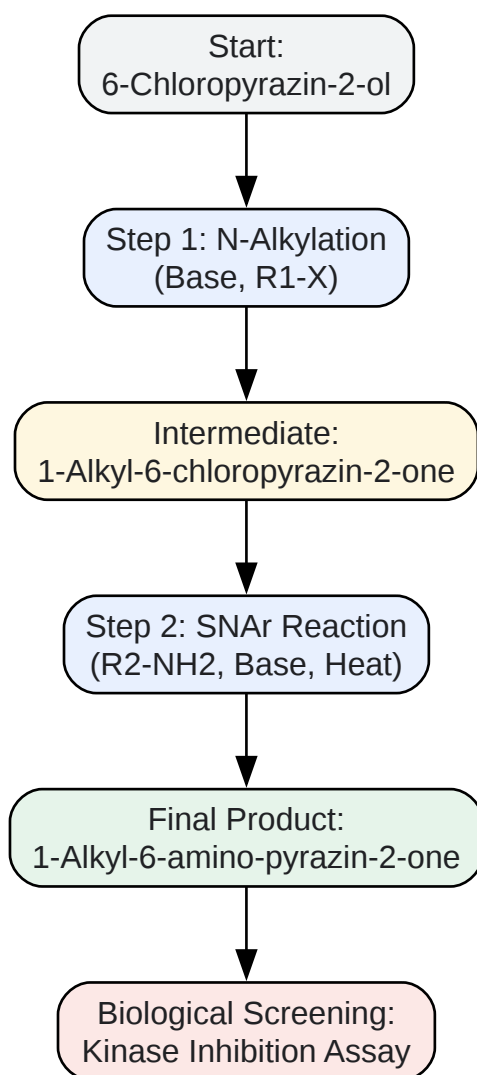 Start:
6-Chloropyrazin-2-ol
Step 1: N-Alkylation
(Base, R1-X)
Intermediate:
1-Alkyl-6-chloropyrazin-2-one
Step 2: SNAr Reaction
(R2-NH2, Base, Heat)
Final Product:
1-Alkyl-6-amino-pyrazin-2-one
Biological Screening:
Kinase Inhibition Assay